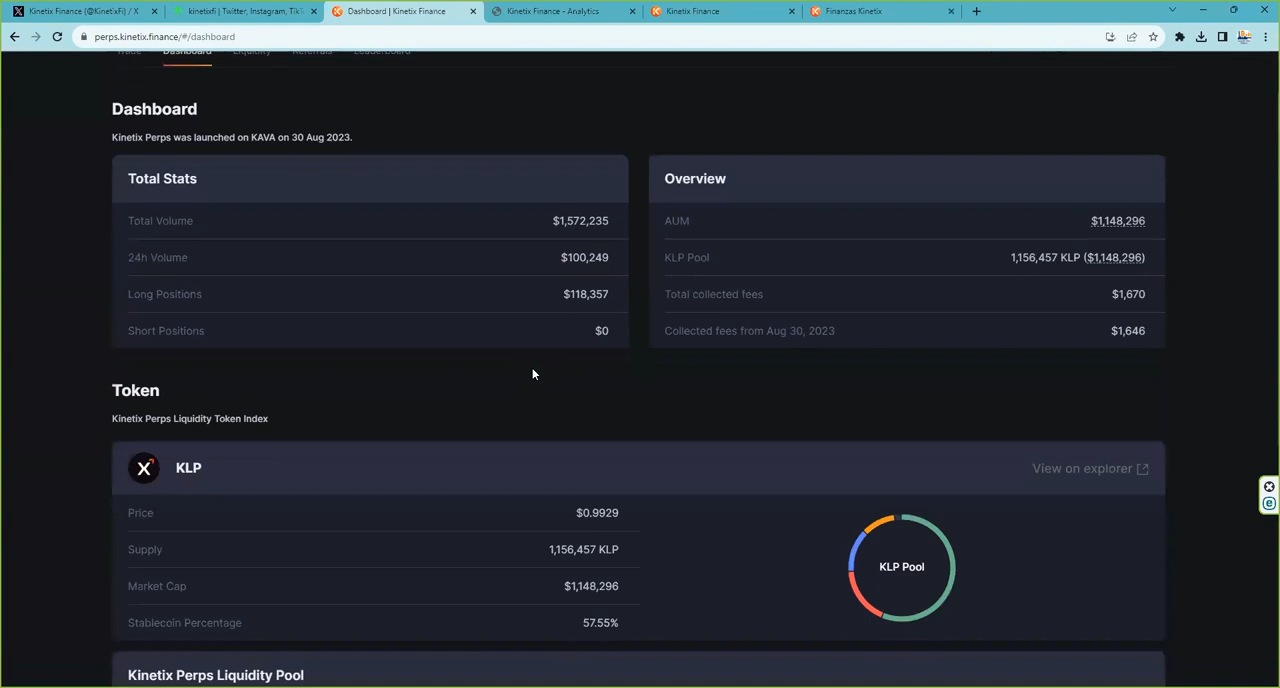 Kinetix Finance (@KinetixFi) / X
kinetixfi | Twitter, Instagram, TikT
Dashboard | Kinetix Finance
Kinetix Finance - Analytics
Kinetix Finance
Finanzas Kinetix
perps.kinetix.finance/#/dashboard
Trade Dashboard Liquidity Referrals Leaderboard
Dashboard
Kinetix Perps was launched on KAVA on 30 Aug 2023.
Total Stats
Total Volume $1,572,235
24h Volume $100,249
Long Positions $118,357
Short Positions $0
Overview
AUM $1,148,296
KLP Pool 1,156,457 KLP ($1,148,296)
Total collected fees $1,670
Collected fees from Aug 30, 2023 $1,646
Token
Kinetix Perps Liquidity Token Index
KLP
View on explorer
Price $0.9929
Supply 1,156,457 KLP
Market Cap $1,148,296
Stablecoin Percentage 57.55%
KLP Pool
Kinetix Perps Liquidity Pool